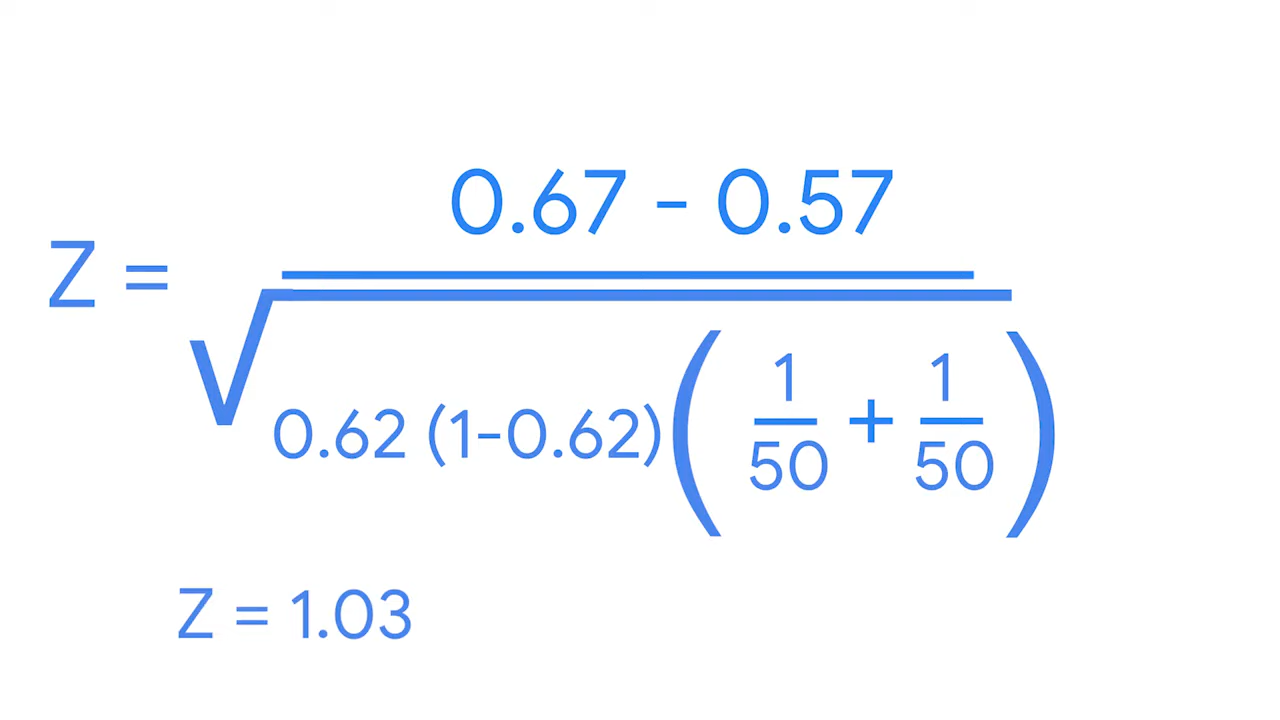 0.67 - 0.57
Z =
√
0.62 (1-0.62) ( 1/50 + 1/50 )
Z = 1.03